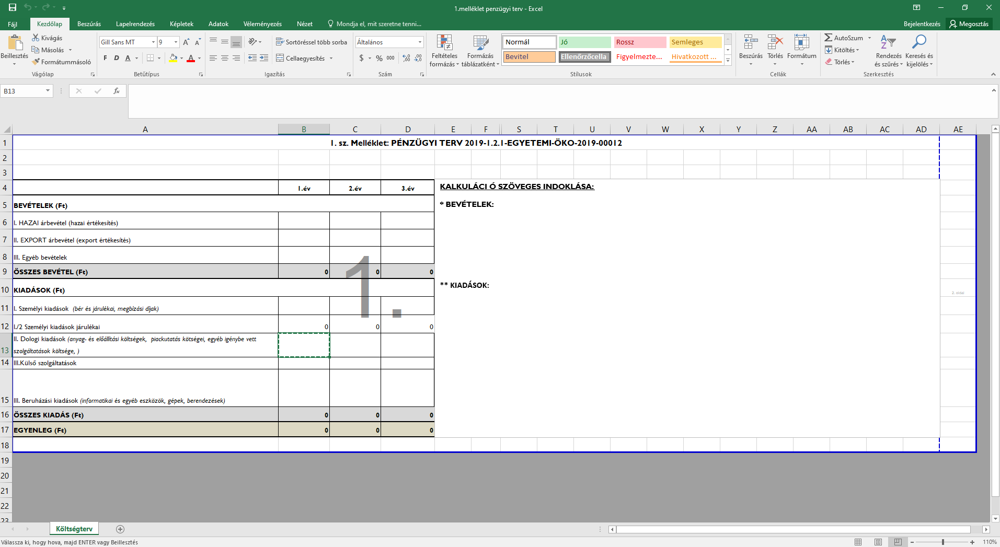 1.melléklet penzügyi terv - Excel
Fájl Kezdőlap Beszúrás Lapelrendezés Képletek Adatok Véleményezés Nézet Mondja el, mit szeretne tenni... Bejelentkezés Megosztás
Beillesztés
Kivágás
Másolás
Formátummásoló
Vágólap
Gill Sans MT 9 A A
F D A A
Betűtípus
Sortöréssel több sorba
Cellaegyesítés
Igazítás
Általános
$ % 000 ,00 ,00
Szám
Feltételes formázás
Formázás táblázatként
Normál Jó Rossz Semleges
Bevitel Ellenőrzőcella Figyelmezte... Hivatkozott ...
Stílusok
Beszúrás Törlés Formátum
Cellák
AutoSzum
Kitöltés
Törlés
Rendezés és szűrés
Keresés és kijelölés
Szerkesztés
B13 fx
A B C D E F S T U V W X Y Z AA AB AC AD AE
1 1. sz. Melléklet: PÉNZÜGYI TERV 2019-1.2.1-EGYETEMI-ÖKO-2019-00012
2
3
4 1.év 2.év 3.év KALKULÁCI Ó SZÖVEGES INDOKLÁSA:
5 BEVÉTELEK (Ft) * BEVÉTELEK:
6 I. HAZAI árbevétel (hazai értékesítés)
7 II. EXPORT árbevétel (export értékesítés)
8 III. Egyéb bevételek
9 ÖSSZES BEVÉTEL (Ft) 0 0 0
1.
10 KIADÁSOK (Ft) ** KIADÁSOK: 2. oldal
11 I. Személyi kiadások (bér és járulékai, megbízási díjak)
12 I./2 Személyi kiadások járulékai 0 0 0
II. Dologi kiadások (anyag- és előállítási költségek, piackutatás kötségei, egyéb igénybe vett
13 szolgáltatások költsége, )
14 III.Külső szolgáltatások
15 III. Beruházási kiadások (informatikai és egyéb eszközök, gépek, berendezések)
16 ÖSSZES KIADÁS (Ft) 0 0 0
17 EGYENLEG (Ft) 0 0 0
18
19
20
21
22
23
Költségterv
Válassza ki, hogy hova, majd ENTER vagy Beillesztés 110%